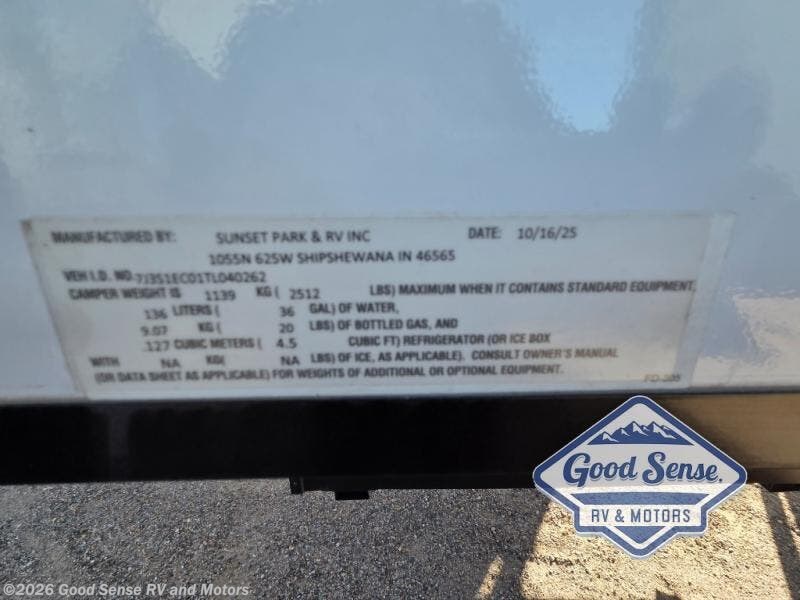 MANUFACTURED BY: SUNSET PARK & RV INC DATE: 10/16/25
1055N 625W SHIPSHEWANA IN 46565
VEH I.D. NO. 7J3S1EC01TL040262
CAMPER WEIGHT IS 1139 KG ( 2512 LBS) MAXIMUM WHEN IT CONTAINS STANDARD EQUIPMENT,
136 LITERS ( 36 GAL) OF WATER,
9.07 KG ( 20 LBS) OF BOTTLED GAS, AND
.127 CUBIC METERS ( 4.5 CUBIC FT) REFRIGERATOR (OR ICE BOX
WITH NA KG( NA LBS) OF ICE, AS APPLICABLE). CONSULT OWNER'S MANUAL
(OR DATA SHEET AS APPLICABLE) FOR WEIGHTS OF ADDITIONAL OR OPTIONAL EQUIPMENT.
Good Sense.
RV & MOTORS
©2026 Good Sense RV and Motors